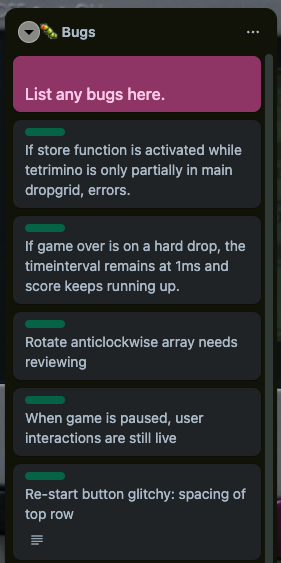 Bugs
List any bugs here.
If store function is activated while
tetrimino is only partially in main
dropgrid, errors.
If game over is on a hard drop, the
timeinterval remains at 1ms and
score keeps running up.
Rotate anticlockwise array needs
reviewing
When game is paused, user
interactions are still live
Re-start button glitchy: spacing of
top row